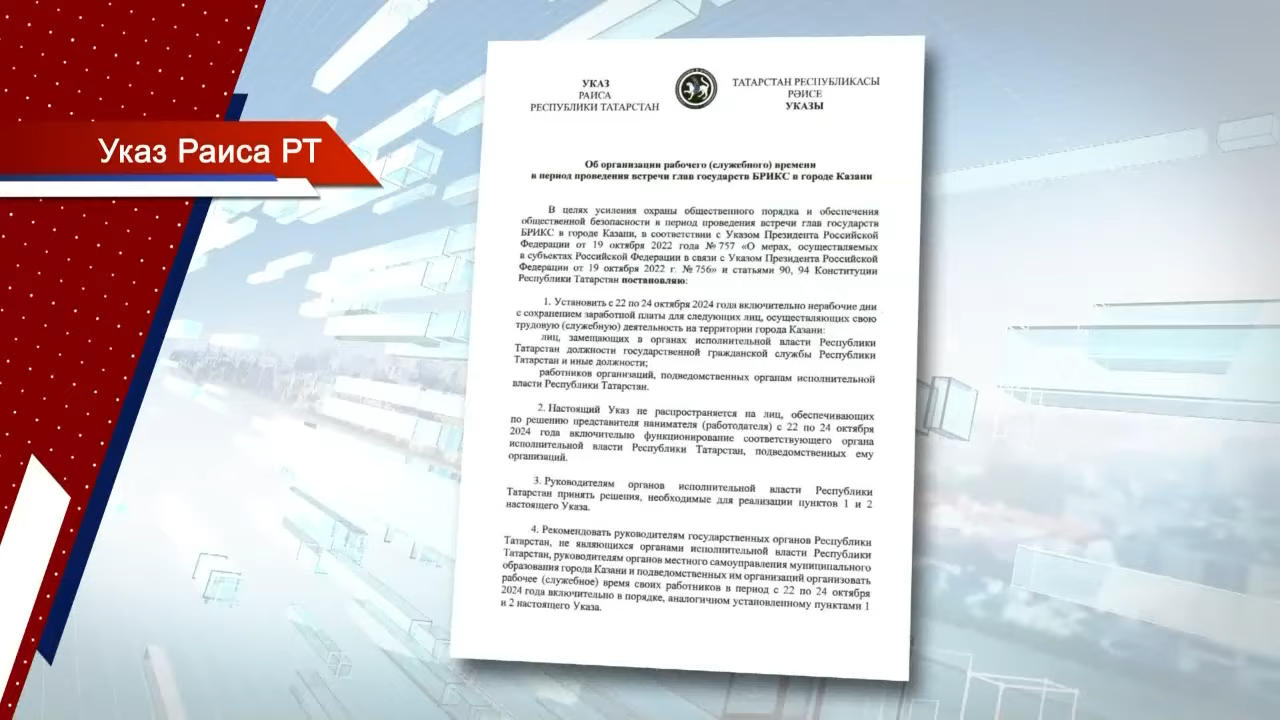 Указ Раиса РТ
УКАЗ
РАИСА
РЕСПУБЛИКИ ТАТАРСТАН
ТАТАРСТАН РЕСПУБЛИКАСЫ
РӘИСЕ
УКАЗЫ
Об организации рабочего (служебного) времени
в период проведения встречи глав государств БРИКС в городе Казани
В целях усиления охраны общественного порядка и обеспечения
общественной безопасности в период проведения встречи глав государств
БРИКС в городе Казани, в соответствии с Указом Президента Российской
Федерации от 19 октября 2022 года № 757 «О мерах, осуществляемых
в субъектах Российской Федерации в связи с Указом Президента Российской
Федерации от 19 октября 2022 г. № 756» и статьями 90, 94 Конституции
Республики Татарстан постановляю:
1. Установить с 22 по 24 октября 2024 года включительно нерабочие дни
с сохранением заработной платы для следующих лиц, осуществляющих свою
трудовую (служебную) деятельность на территории города Казани:
лиц, замещающих в органах исполнительной власти Республики
Татарстан должности государственной гражданской службы Республики
Татарстан и иные должности;
работников организаций, подведомственных органам исполнительной
власти Республики Татарстан.
2. Настоящий Указ не распространяется на лиц, обеспечивающих
по решению представителя нанимателя (работодателя) с 22 по 24 октября
2024 года включительно функционирование соответствующего органа
исполнительной власти Республики Татарстан, подведомственных ему
организаций.
3. Руководителям органов исполнительной власти Республики
Татарстан принять решения, необходимые для реализации пунктов 1 и 2
настоящего Указа.
4. Рекомендовать руководителям государственных органов Республики
Татарстан, не являющихся органами исполнительной власти Республики
Татарстан, руководителям органов местного самоуправления муниципального
образования города Казани и подведомственных им организаций организовать
рабочее (служебное) время своих работников в период с 22 по 24 октября
2024 года включительно в порядке, аналогичном установленному пунктами 1
и 2 настоящего Указа.